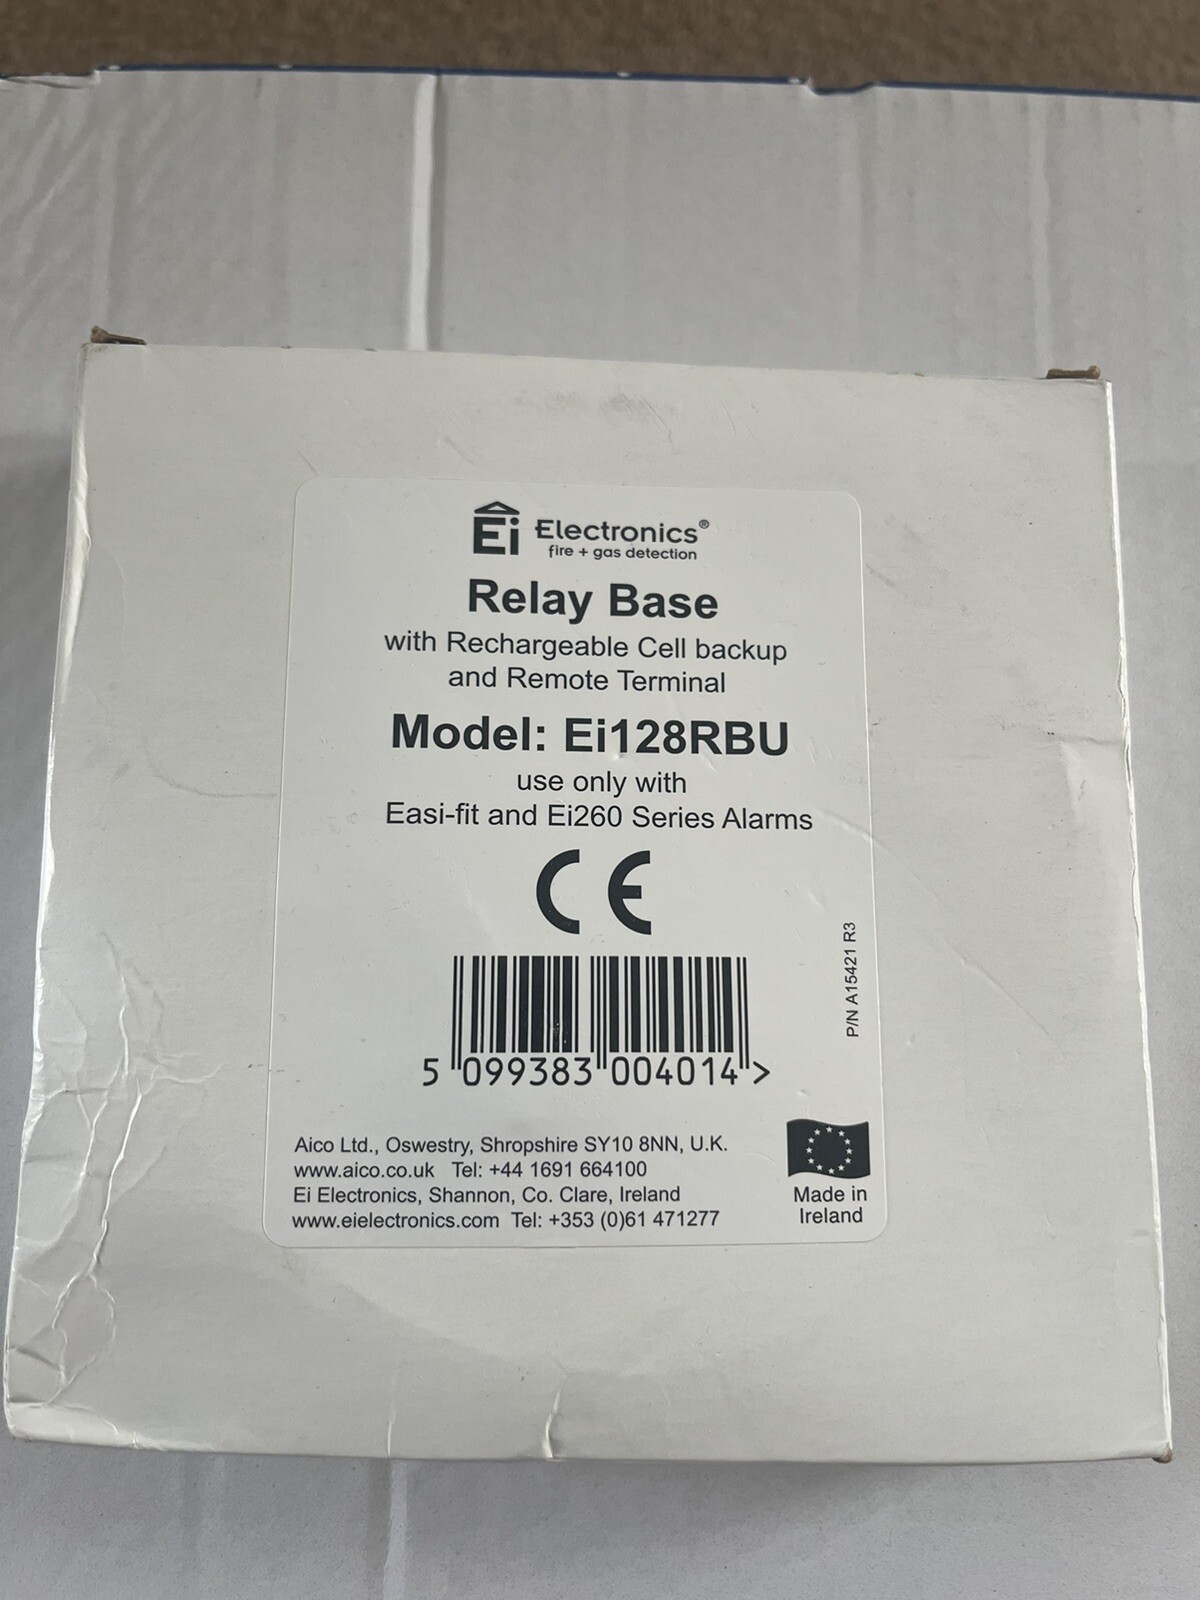 Ei Electronics®
fire + gas detection
Relay Base
with Rechargeable Cell backup
and Remote Terminal
Model: Ei128RBU
use only with
Easi-fit and Ei260 Series Alarms
CE
P/N A15421 R3
5 099383 004014 >
Aico Ltd., Oswestry, Shropshire SY10 8NN, U.K.
www.aico.co.uk Tel: +44 1691 664100
Ei Electronics, Shannon, Co. Clare, Ireland
www.eielectronics.com Tel: +353 (0)61 471277
Made in
Ireland